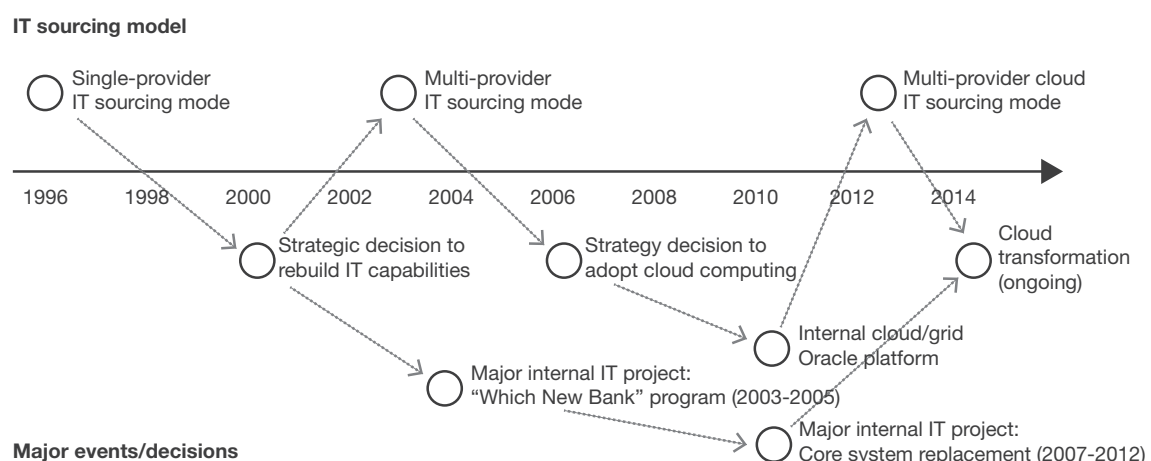 IT sourcing model
Single-provider
IT sourcing mode
Multi-provider
IT sourcing mode
Multi-provider cloud
IT sourcing mode
1996 1998 2000 2002 2004 2006 2008 2010 2012 2014
Strategic decision to
rebuild IT capabilities
Strategy decision to
adopt cloud computing
Cloud
transformation
(ongoing)
Internal cloud/grid
Oracle platform
Major internal IT project:
“Which New Bank” program (2003-2005)
Major internal IT project:
Core system replacement (2007-2012)
Major events/decisions